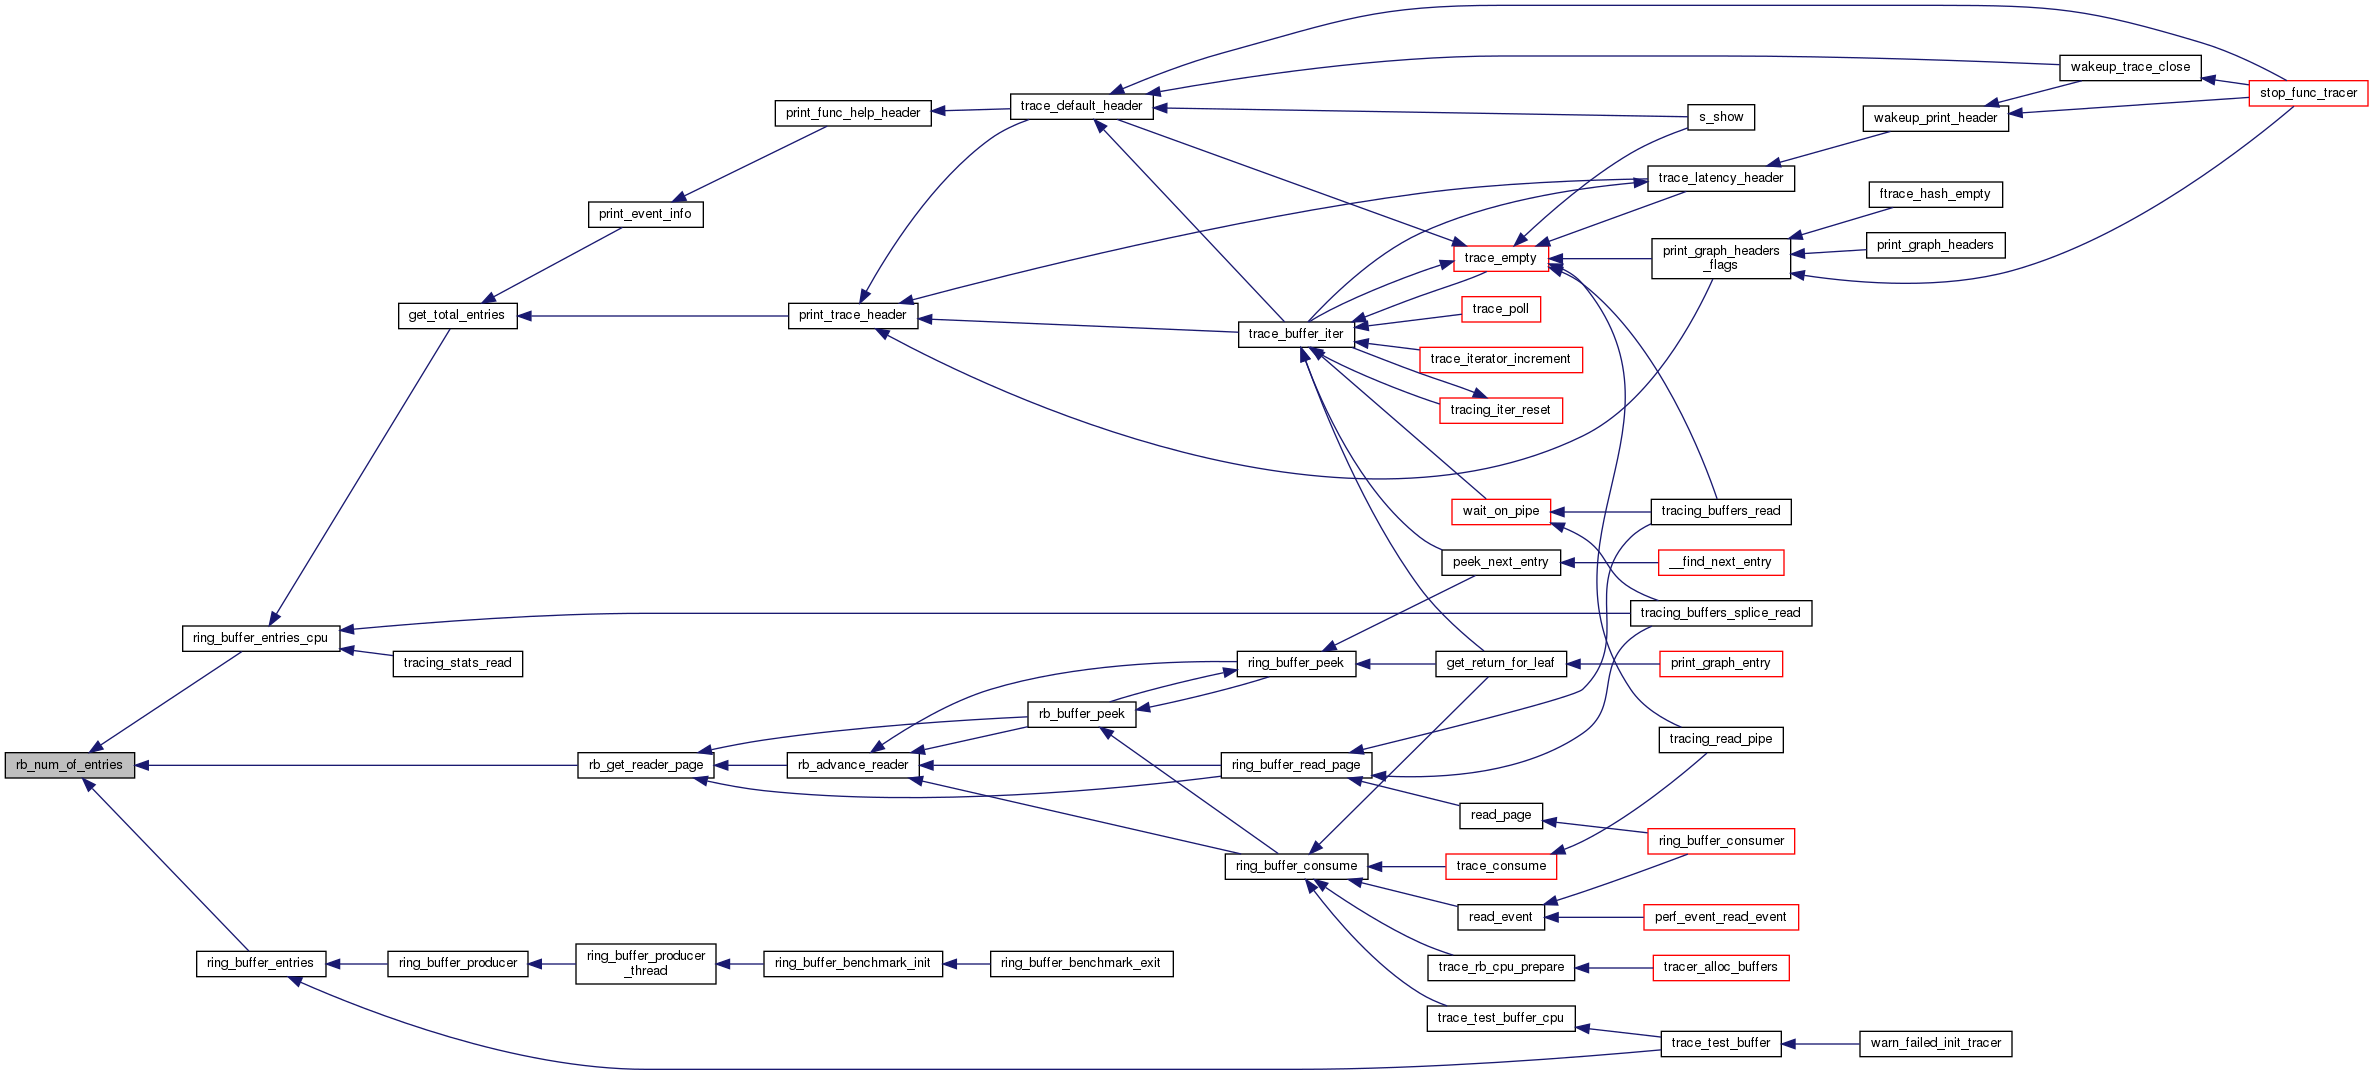 wakeup_trace_close
stop_func_tracer
trace_default_header
print_func_help_header
s_show
wakeup_print_header
trace_latency_header
ftrace_hash_empty
print_event_info
print_graph_headers
print_graph_headers
_flags
trace_empty
trace_poll
get_total_entries
print_trace_header
trace_buffer_iter
trace_iterator_increment
tracing_iter_reset
wait_on_pipe
tracing_buffers_read
peek_next_entry
__find_next_entry
tracing_buffers_splice_read
ring_buffer_entries_cpu
tracing_stats_read
ring_buffer_peek
get_return_for_leaf
print_graph_entry
rb_buffer_peek
tracing_read_pipe
rb_num_of_entries
rb_get_reader_page
rb_advance_reader
ring_buffer_read_page
read_page
ring_buffer_consumer
ring_buffer_consume
trace_consume
read_event
perf_event_read_event
ring_buffer_entries
ring_buffer_producer
ring_buffer_producer
_thread
ring_buffer_benchmark_init
ring_buffer_benchmark_exit
trace_rb_cpu_prepare
tracer_alloc_buffers
trace_test_buffer_cpu
trace_test_buffer
warn_failed_init_tracer